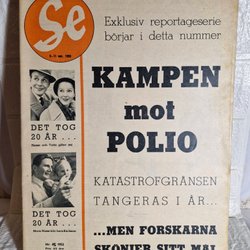 Se
Exklusiv reportageserie
börjar i detta nummer
KAMPEN
mot
POLIO
DET TOG
20 ÅR ...
KATASTROFGRÄNSEN
TANGERAS I ÅR...
DET TOG
20 ÅR ...
...MEN FORSKARNA
SKÖNJER SITT MÅL